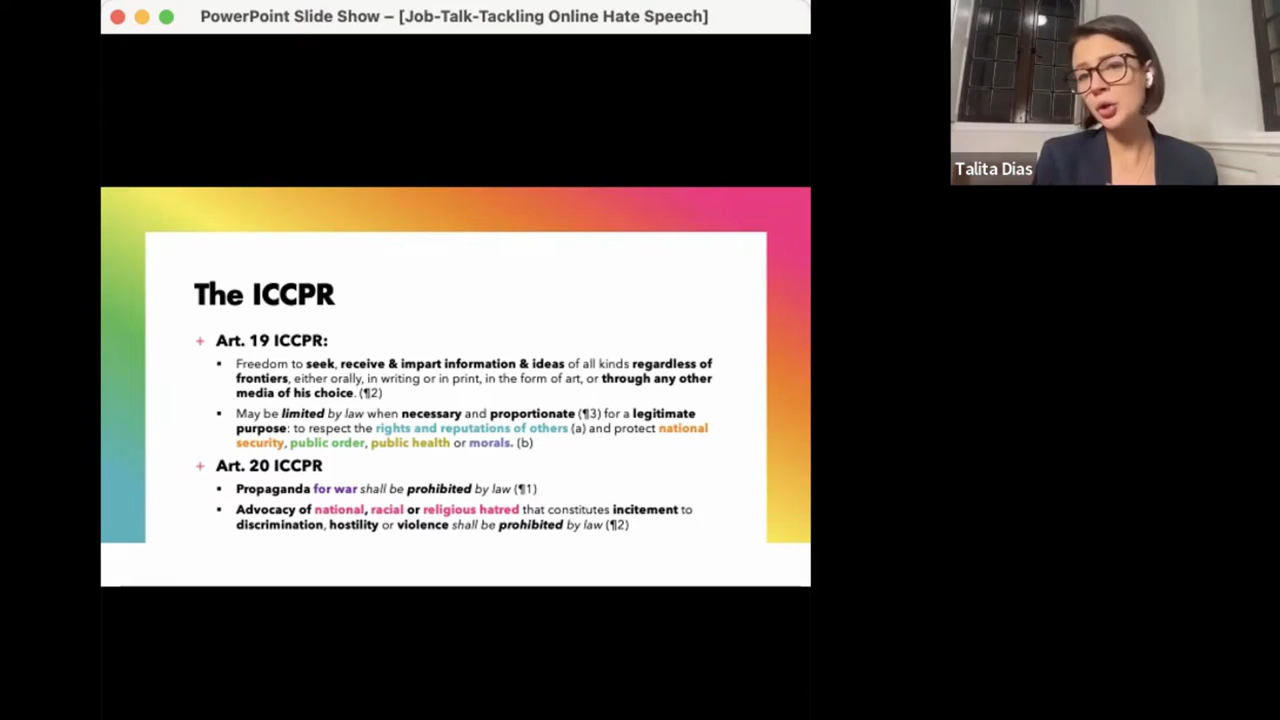 PowerPoint Slide Show – [Job-Talk-Tackling Online Hate Speech]
Talita Dias
The ICCPR
+ Art. 19 ICCPR:
▪ Freedom to seek, receive & impart information & ideas of all kinds regardless of
frontiers, either orally, in writing or in print, in the form of art, or through any other
media of his choice. (¶2)
▪ May be limited by law when necessary and proportionate (¶3) for a legitimate
purpose: to respect the rights and reputations of others (a) and protect national
security, public order, public health or morals. (b)
+ Art. 20 ICCPR
▪ Propaganda for war shall be prohibited by law (¶1)
▪ Advocacy of national, racial or religious hatred that constitutes incitement to
discrimination, hostility or violence shall be prohibited by law (¶2)